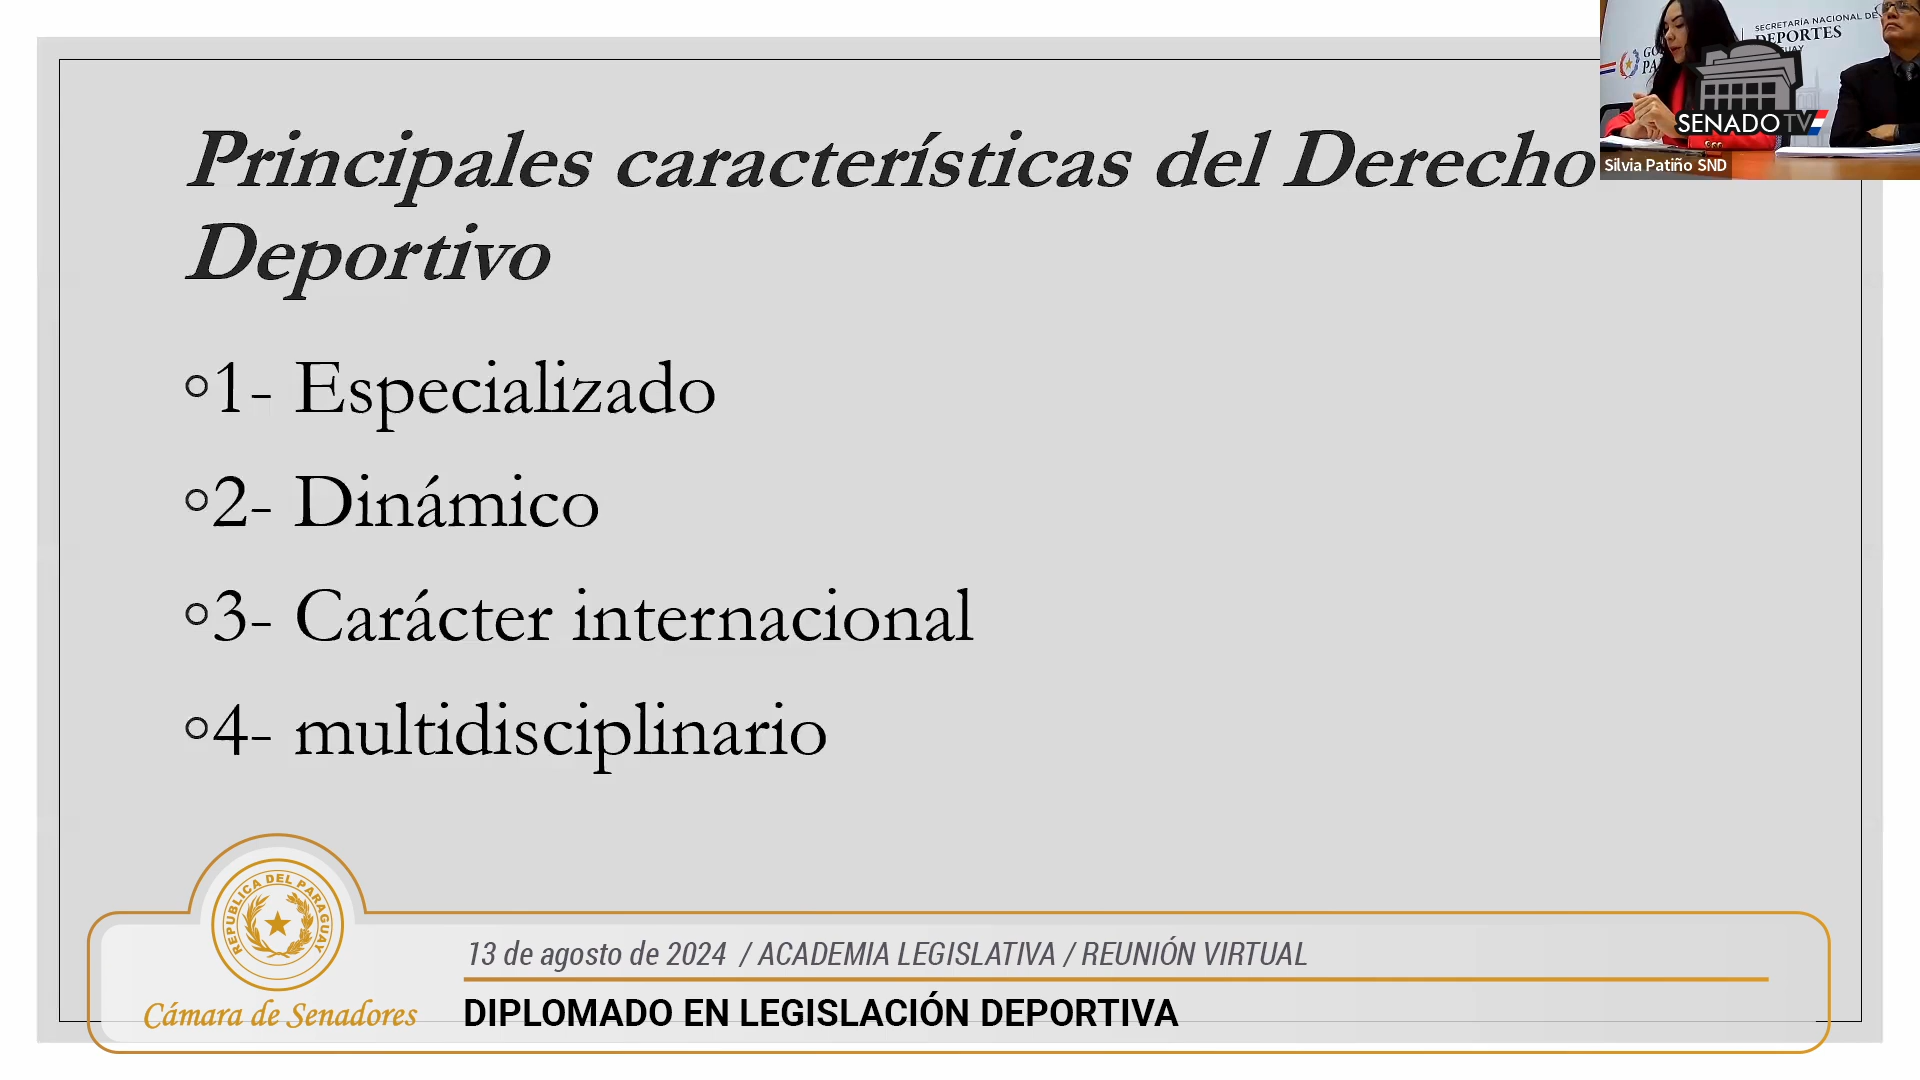 Principales características del Derecho
Deportivo
1- Especializado
2- Dinámico
3- Carácter internacional
4- multidisciplinario
SECRETARÍA NACIONAL DE
DEPORTES
SENADO TV
Silvia Patiño SND
REPUBLICA DEL PARAGUAY
Cámara de Senadores
13 de agosto de 2024 / ACADEMIA LEGISLATIVA / REUNIÓN VIRTUAL
DIPLOMADO EN LEGISLACIÓN DEPORTIVA